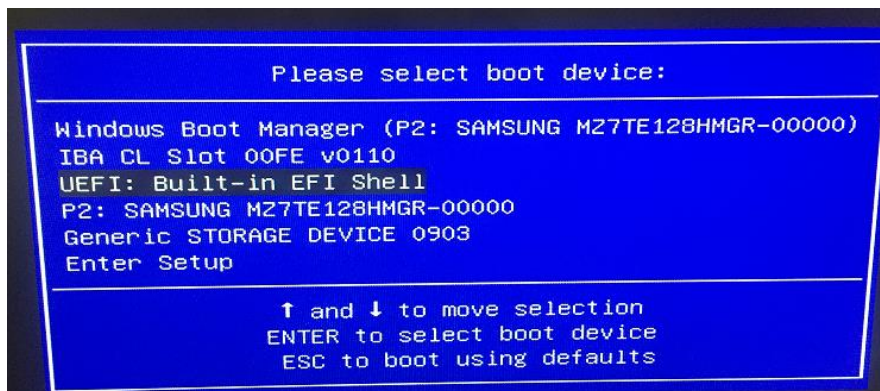 Please select boot device:
Windows Boot Manager (P2: SAMSUNG MZ7TE128HMGR-00000)
IBA CL Slot 00FE v0110
UEFI: Built-in EFI Shell
P2: SAMSUNG MZ7TE128HMGR-00000
Generic STORAGE DEVICE 0903
Enter Setup
↑ and ↓ to move selection
ENTER to select boot device
ESC to boot using defaults